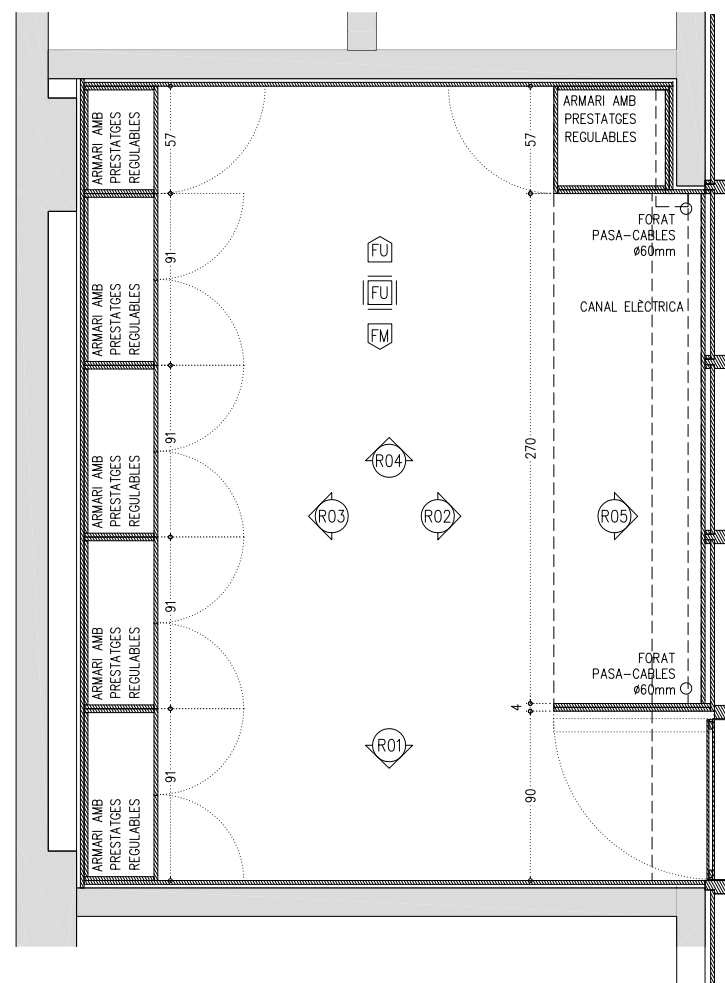 ARMARI AMB
PRESTATGES
REGULABLES
57
57
ARMARI AMB
PRESTATGES
REGULABLES
ARMARI AMB
PRESTATGES
REGULABLES
91
FU
FU
FM
FORAT
PASA-CABLES
Ø60mm
CANAL ELÈCTRICA
ARMARI AMB
PRESTATGES
REGULABLES
91
R04
R03
R02
R05
270
ARMARI AMB
PRESTATGES
REGULABLES
91
FORAT
PASA-CABLES
Ø60mm
4
R01
ARMARI AMB
PRESTATGES
REGULABLES
91
90